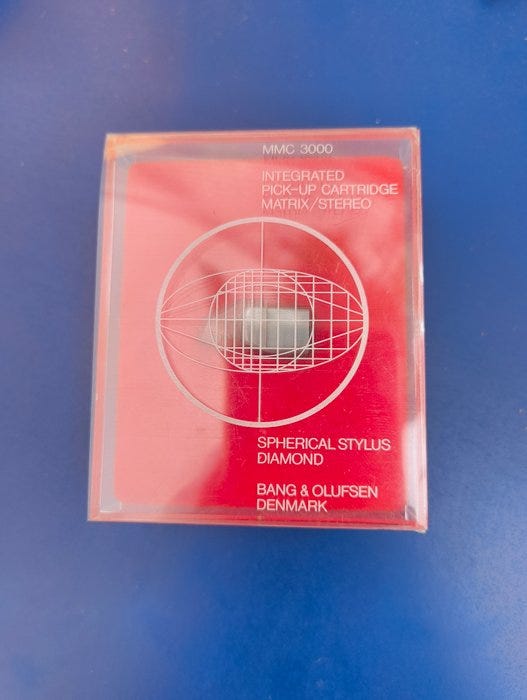 MMC 3000
INTEGRATED
PICK-UP CARTRIDGE
MATRIX/STEREO
SPHERICAL STYLUS
DIAMOND
BANG & OLUFSEN
DENMARK